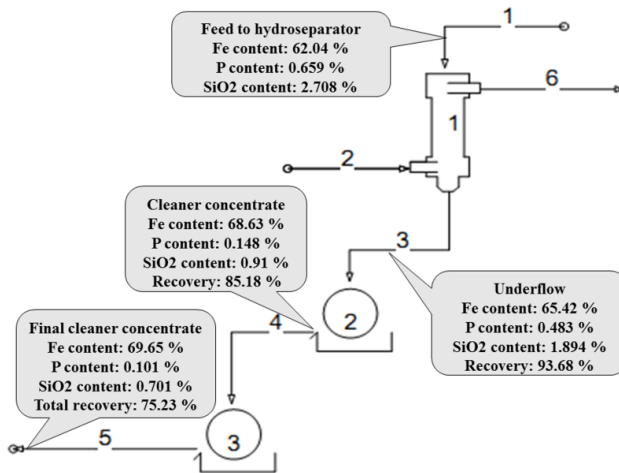 Feed to hydroseparator
Fe content: 62.04 %
P content: 0.659 %
SiO2 content: 2.708 %
1
6
1
2
Cleaner concentrate
Fe content: 68.63 %
P content: 0.148 %
SiO2 content: 0.91 %
Recovery: 85.18 %
3
Underflow
Fe content: 65.42 %
P content: 0.483 %
SiO2 content: 1.894 %
Recovery: 93.68 %
2
4
Final cleaner concentrate
Fe content: 69.65 %
P content: 0.101 %
SiO2 content: 0.701 %
Total recovery: 75.23 %
3
5